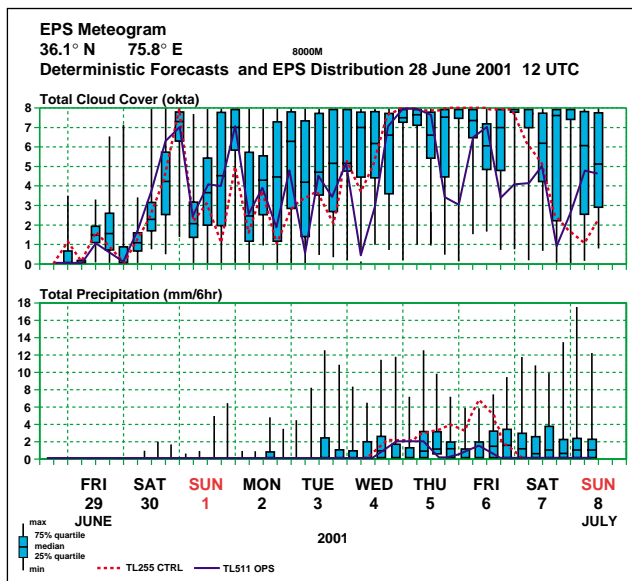 EPS Meteogram
36.1° N 75.8° E 8000M
Deterministic Forecasts and EPS Distribution 28 June 2001 12 UTC
Total Cloud Cover (okta)
8
7
6
5
4
3
2
1
0
Total Precipitation (mm/6hr)
18
16
14
12
10
8
6
4
2
0
FRI SAT SUN MON TUE WED THU FRI SAT SUN
29 30 1 2 3 4 5 6 7 8
JUNE JULY
2001
max
75% quartile
median
25% quartile
min
TL255 CTRL TL511 OPS